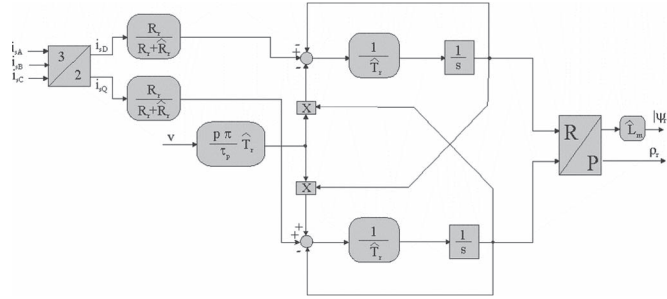 i_sA
i_sB
i_sC
3
2
i_sD
i_sQ
R_r
R_r+R̂_r
R_r
R_r+R̂_r
v
p π
τ_p
T̂_r
-
-
X
X
+
+
-
1
T̂_r
1
s
1
T̂_r
1
s
R
P
L̂_m
|ψ_r|
ρ_r